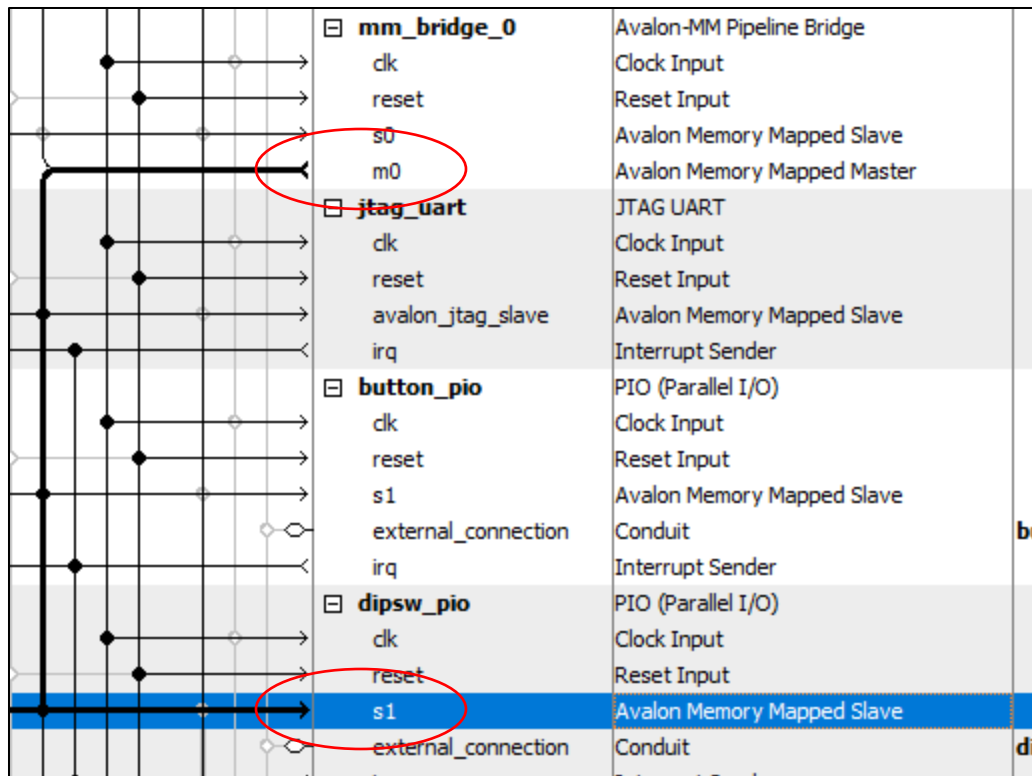 mm_bridge_0 Avalon-MM Pipeline Bridge
clk Clock Input
reset Reset Input
s0 Avalon Memory Mapped Slave
m0 Avalon Memory Mapped Master
jtag_uart JTAG UART
clk Clock Input
reset Reset Input
avalon_jtag_slave Avalon Memory Mapped Slave
irq Interrupt Sender
button_pio PIO (Parallel I/O)
clk Clock Input
reset Reset Input
s1 Avalon Memory Mapped Slave
external_connection Conduit
irq Interrupt Sender
dipsw_pio PIO (Parallel I/O)
clk Clock Input
reset Reset Input
s1 Avalon Memory Mapped Slave
external_connection Conduit